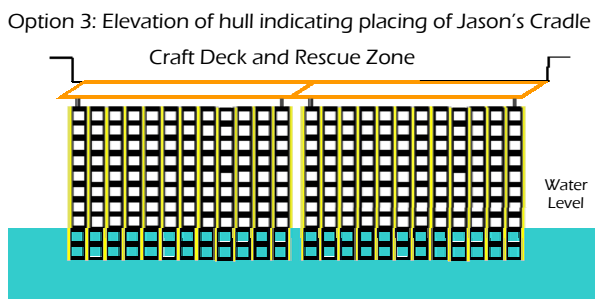 Option 3: Elevation of hull indicating placing of Jason's Cradle
Craft Deck and Rescue Zone
Water
Level